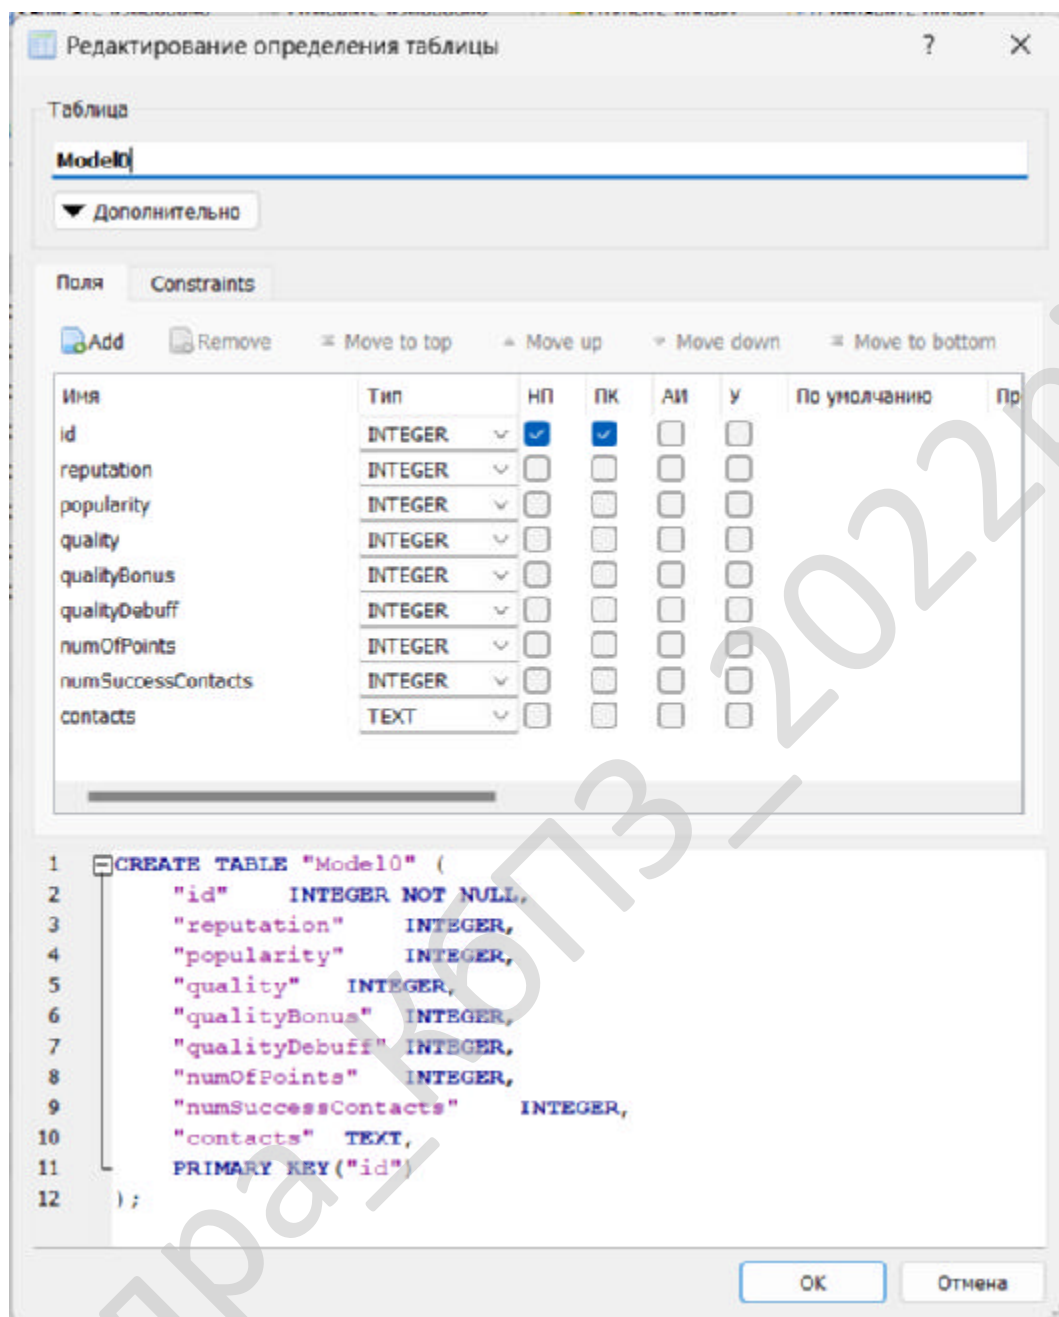 Редактирование определения таблицы ? ×
Таблица
Model0
Дополнительно
Поля Constraints
Add Remove Move to top Move up Move down Move to bottom
Имя Тип НП ПК АИ У По умолчанию Пр
id INTEGER
reputation INTEGER
popularity INTEGER
quality INTEGER
qualityBonus INTEGER
qualityDebuff INTEGER
numOfPoints INTEGER
numSuccessContacts INTEGER
contacts TEXT
1 CREATE TABLE "Model0" (
2 "id" INTEGER NOT NULL,
3 "reputation" INTEGER,
4 "popularity" INTEGER,
5 "quality" INTEGER,
6 "qualityBonus" INTEGER,
7 "qualityDebuff" INTEGER,
8 "numOfPoints" INTEGER,
9 "numSuccessContacts" INTEGER,
10 "contacts" TEXT,
11 PRIMARY KEY("id")
12 );
OK Отмена
дра_КбПЗ_2022р